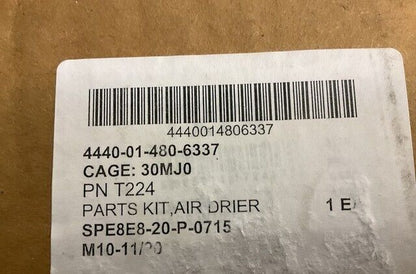 4440014806337
4440-01-480-6337
CAGE: 30MJ0
PN T224
PARTS KIT,AIR DRIER 1 E
SPE8E8-20-P-0715
M10-11/20